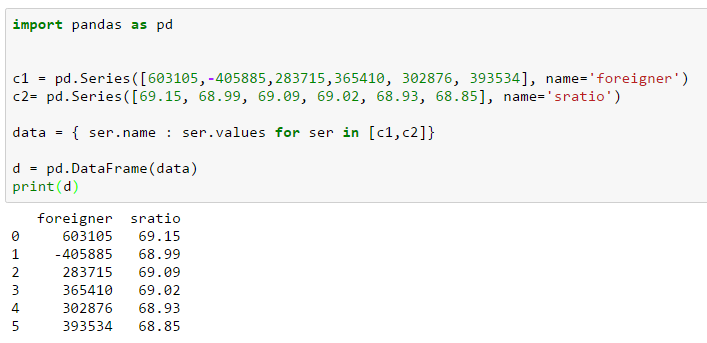 import pandas as pd
c1 = pd.Series([603105,-405885,283715,365410, 302876, 393534], name='foreigner')
c2= pd.Series([69.15, 68.99, 69.09, 69.02, 68.93, 68.85], name='sratio')
data = { ser.name : ser.values for ser in [c1,c2]}
d = pd.DataFrame(data)
print(d)
foreigner sratio
0 603105 69.15
1 -405885 68.99
2 283715 69.09
3 365410 69.02
4 302876 68.93
5 393534 68.85